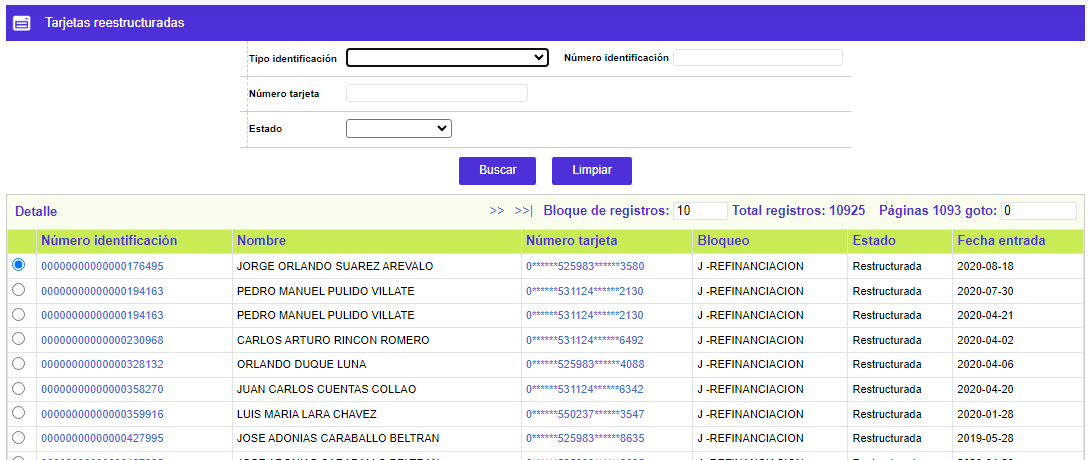 Tarjetas reestructuradas
Tipo identificación Número identificación
Número tarjeta
Estado
Buscar Limpiar
Detalle >> >>| Bloque de registros: 10 Total registros: 10925 Páginas 1093 goto: 0
Número identificación Nombre Número tarjeta Bloqueo Estado Fecha entrada
00000000000000176495 JORGE ORLANDO SUAREZ AREVALO 0******525983******3580 J -REFINANCIACION Restructurada 2020-08-18
00000000000000194163 PEDRO MANUEL PULIDO VILLATE 0******531124******2130 J -REFINANCIACION Restructurada 2020-07-30
00000000000000194163 PEDRO MANUEL PULIDO VILLATE 0******531124******2130 J -REFINANCIACION Restructurada 2020-04-21
00000000000000230968 CARLOS ARTURO RINCON ROMERO 0******531124******6492 J -REFINANCIACION Restructurada 2020-04-02
00000000000000328132 ORLANDO DUQUE LUNA 0******525983******4088 J -REFINANCIACION Restructurada 2020-04-06
00000000000000358270 JUAN CARLOS CUENTAS COLLAO 0******531124******6342 J -REFINANCIACION Restructurada 2020-04-20
00000000000000359916 LUIS MARIA LARA CHAVEZ 0******550237******3547 J -REFINANCIACION Restructurada 2020-01-28
00000000000000427995 JOSE ADONIAS CARABALLO BELTRAN 0******525983******8635 J -REFINANCIACION Restructurada 2019-05-28